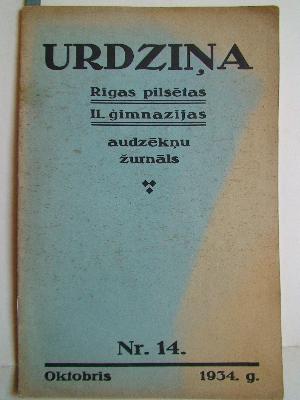 URDZIŅA
Rīgas pilsētas
II. ģimnazijas
audzēkņu
žurnāls
Nr. 14.
Oktobris 1934. g.